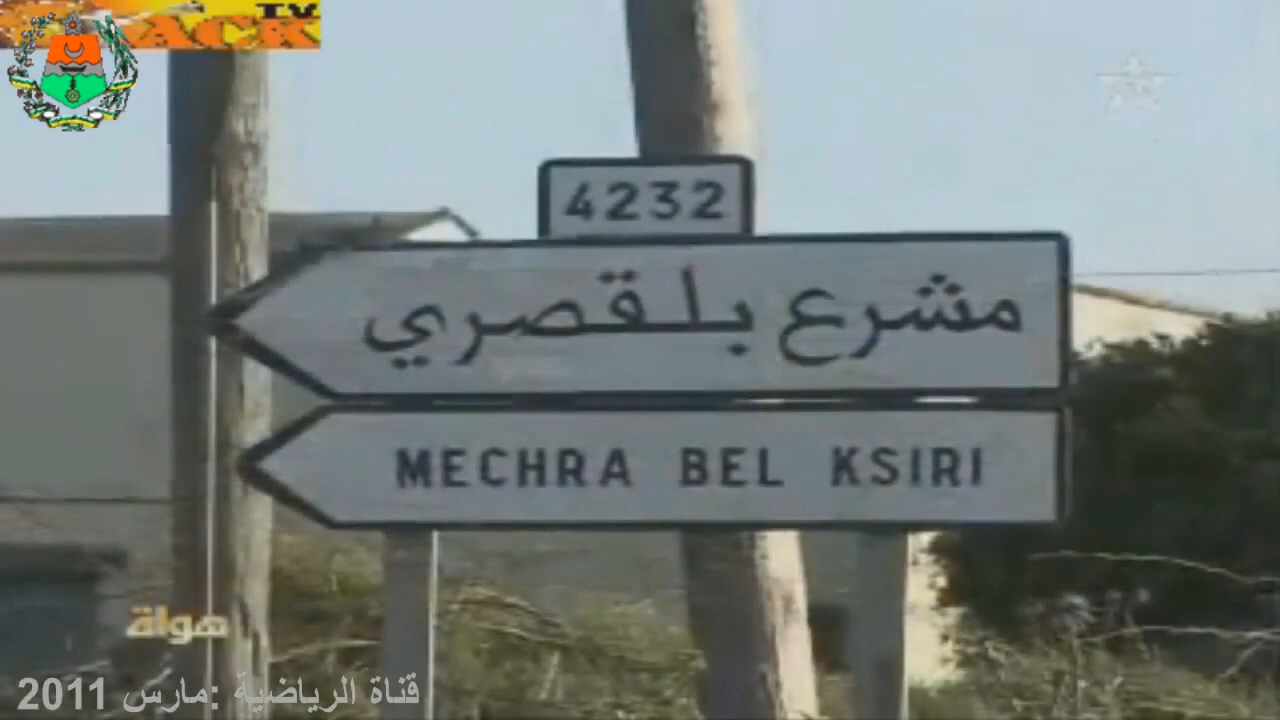 TV
ACK
4232
مشرع بلقصري
MECHRA BEL KSIRI
هواة
قناة الرياضية :مارس 2011